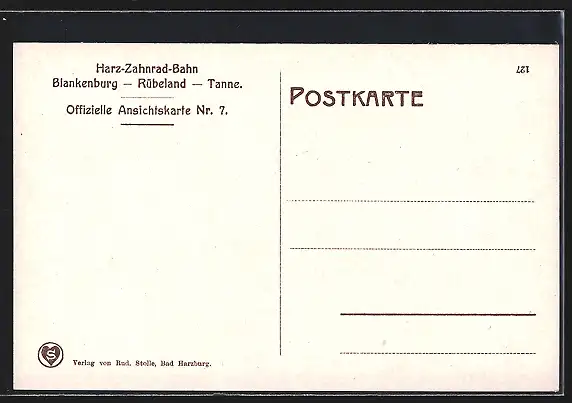 Harz-Zahnrad-Bahn
Blankenburg — Rübeland — Tanne.
Offizielle Ansichtskarte Nr. 7.
127
POSTKARTE
S
Verlag von Rud. Stolle, Bad Harzburg.